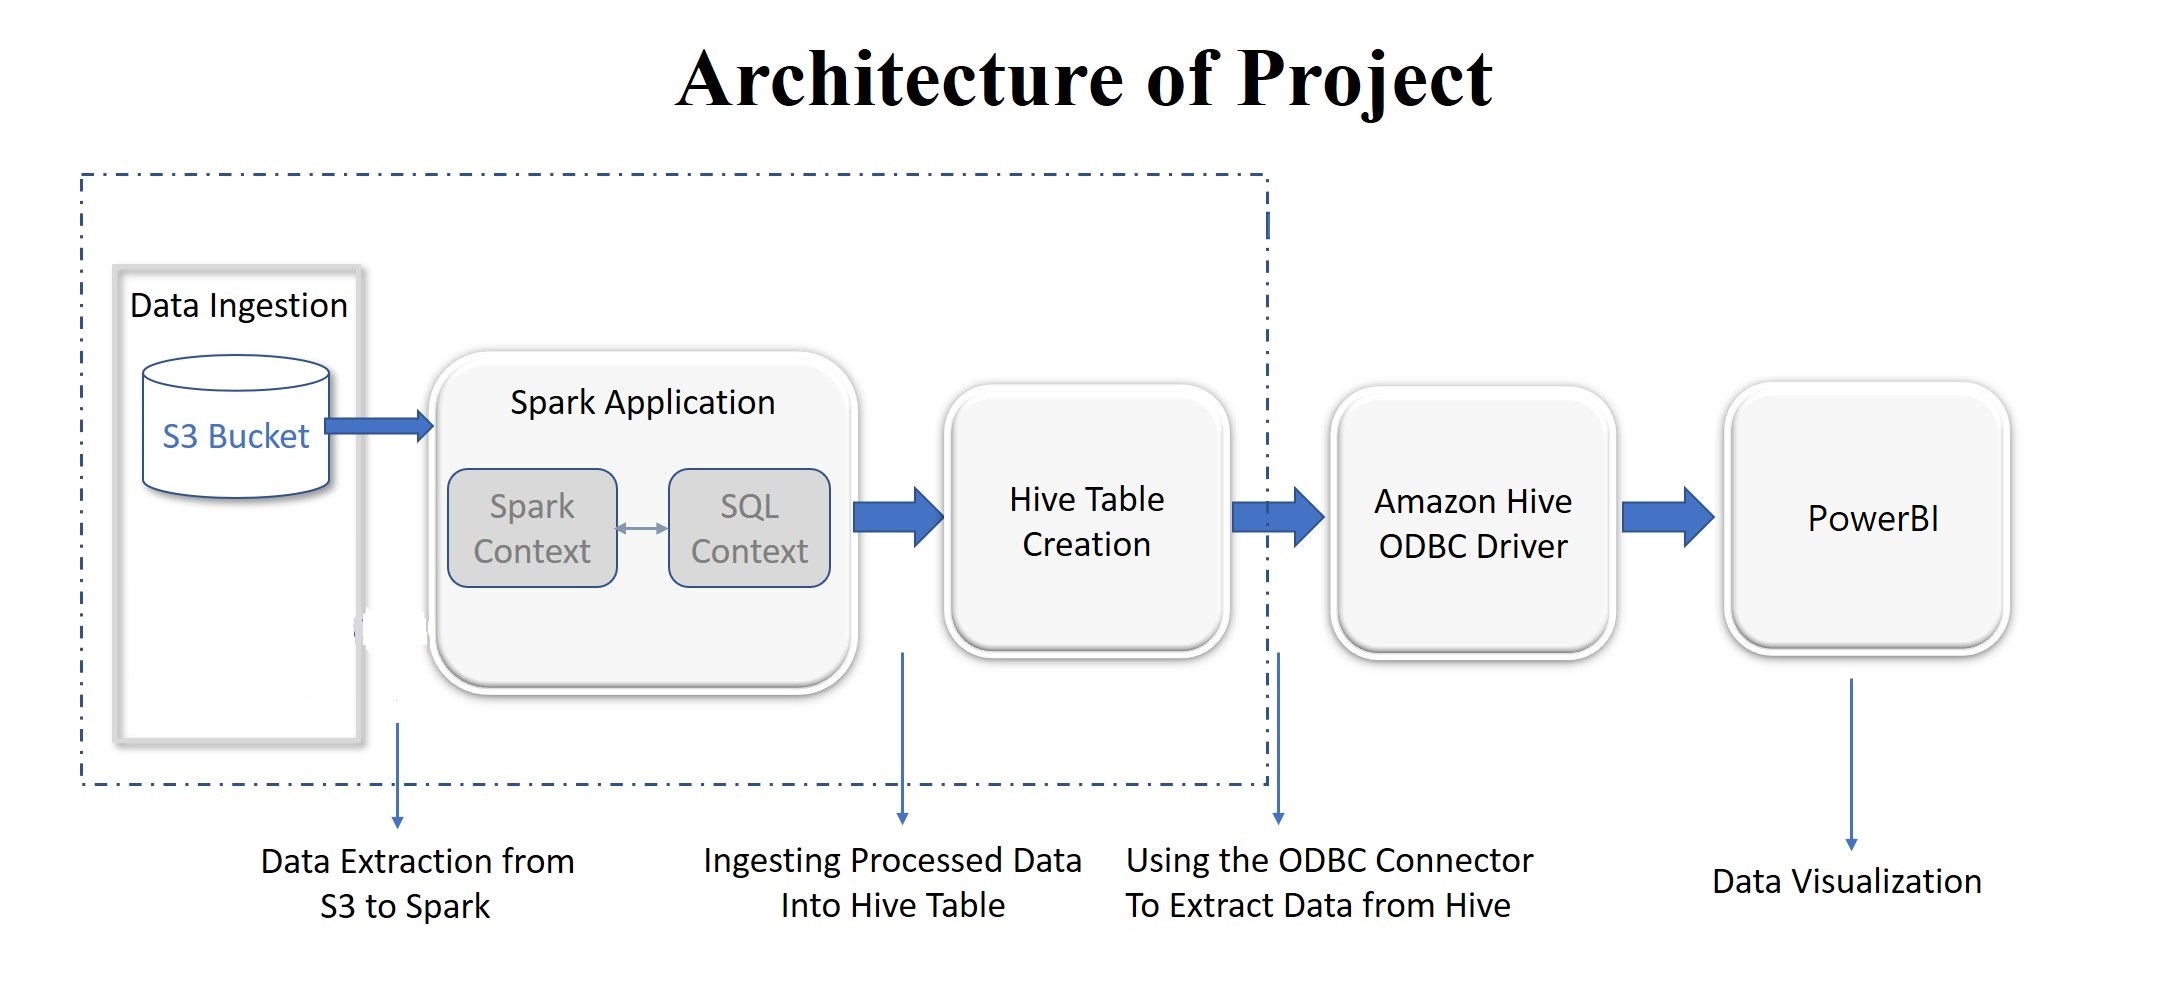 Architecture of Project
Data Ingestion
S3 Bucket
Spark Application
Spark
Context
SQL
Context
Hive Table
Creation
Amazon Hive
ODBC Driver
PowerBI
Data Extraction from
S3 to Spark
Ingesting Processed Data
Into Hive Table
Using the ODBC Connector
To Extract Data from Hive
Data Visualization